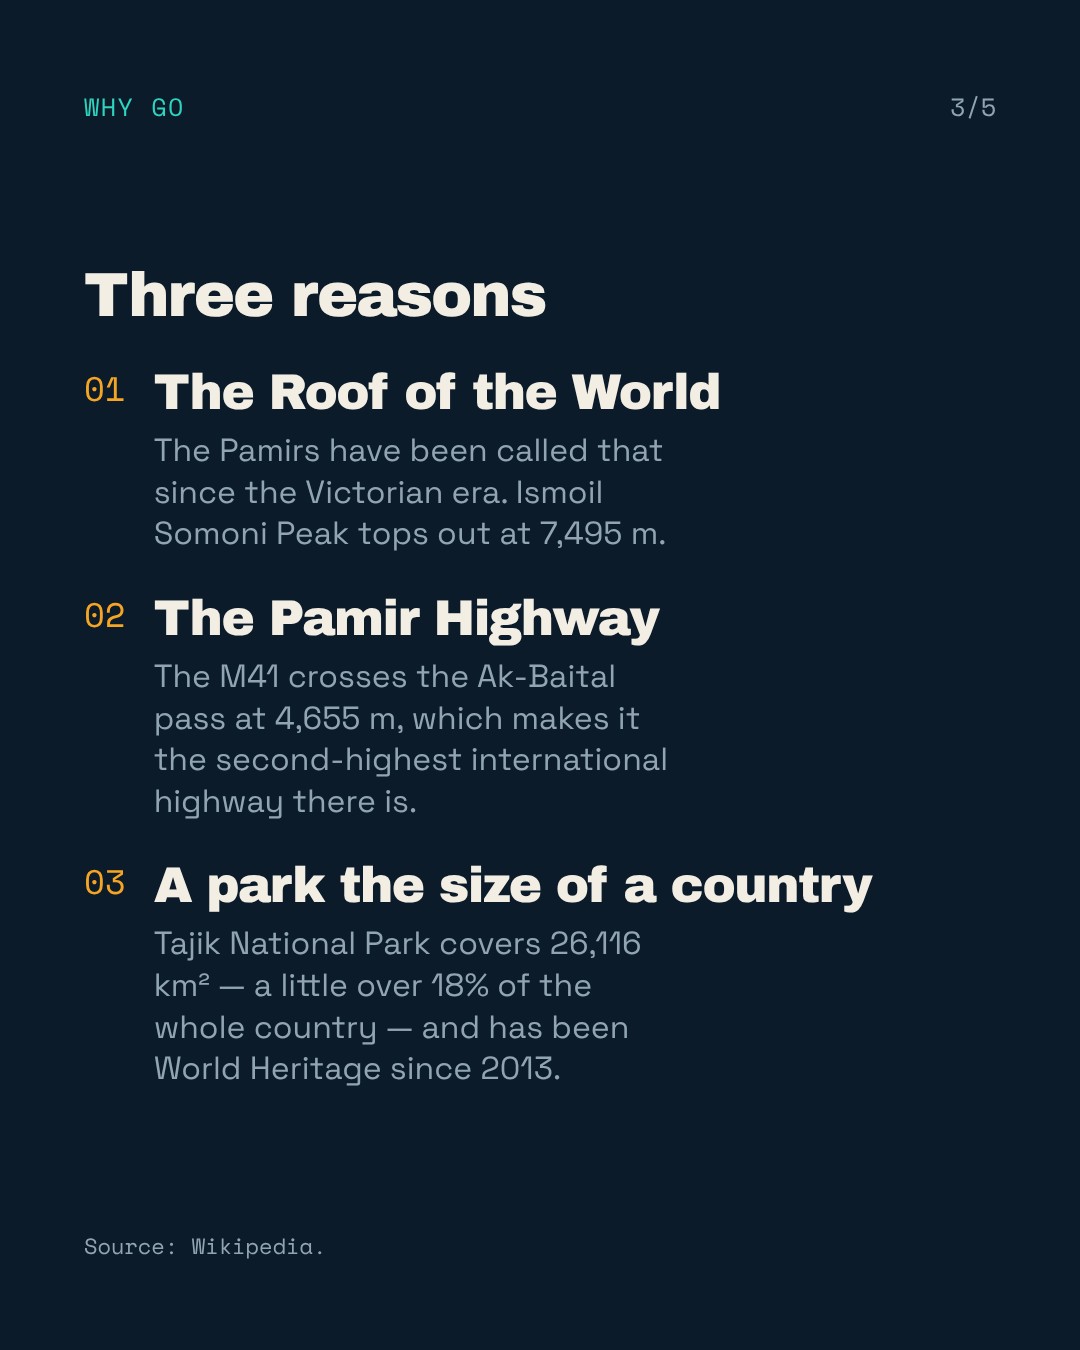 WHY GO
3/5
Three reasons
01 The Roof of the World
The Pamirs have been called that
since the Victorian era. Ismoil
Somoni Peak tops out at 7,495 m.
02 The Pamir Highway
The M41 crosses the Ak-Baital
pass at 4,655 m, which makes it
the second-highest international
highway there is.
03 A park the size of a country
Tajik National Park covers 26,116
km² — a little over 18% of the
whole country — and has been
World Heritage since 2013.
Source: Wikipedia.